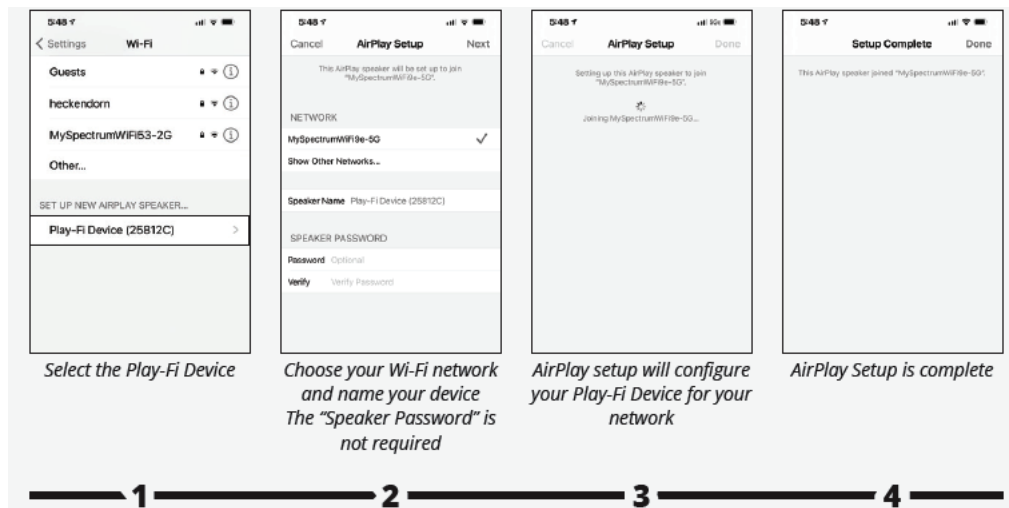 5:48
Settings Wi-Fi
Guests
heckendorn
MySpectrumWiFi53-2G
Other...
SET UP NEW AIRPLAY SPEAKER...
Play-Fi Device (25812C)
Select the Play-Fi Device
1
5:48
Cancel AirPlay Setup Next
This AirPlay speaker will be set up to join
"MySpectrumWiFi9e-5G".
NETWORK
MySpectrumWiFi9e-5G
Show Other Networks...
Speaker Name Play-Fi Device (25812C)
SPEAKER PASSWORD
Password Optional
Verify Verify Password
Choose your Wi-Fi network
and name your device
The “Speaker Password” is
not required
2
5:48
Cancel AirPlay Setup Done
Setting up this AirPlay speaker to join
"MySpectrumWiFi9e-5G".
Joining MySpectrumWiFi9e-5G...
AirPlay setup will configure
your Play-Fi Device for your
network
3
5:48
Setup Complete Done
This AirPlay speaker joined "MySpectrumWiFi9e-5G".
AirPlay Setup is complete
4